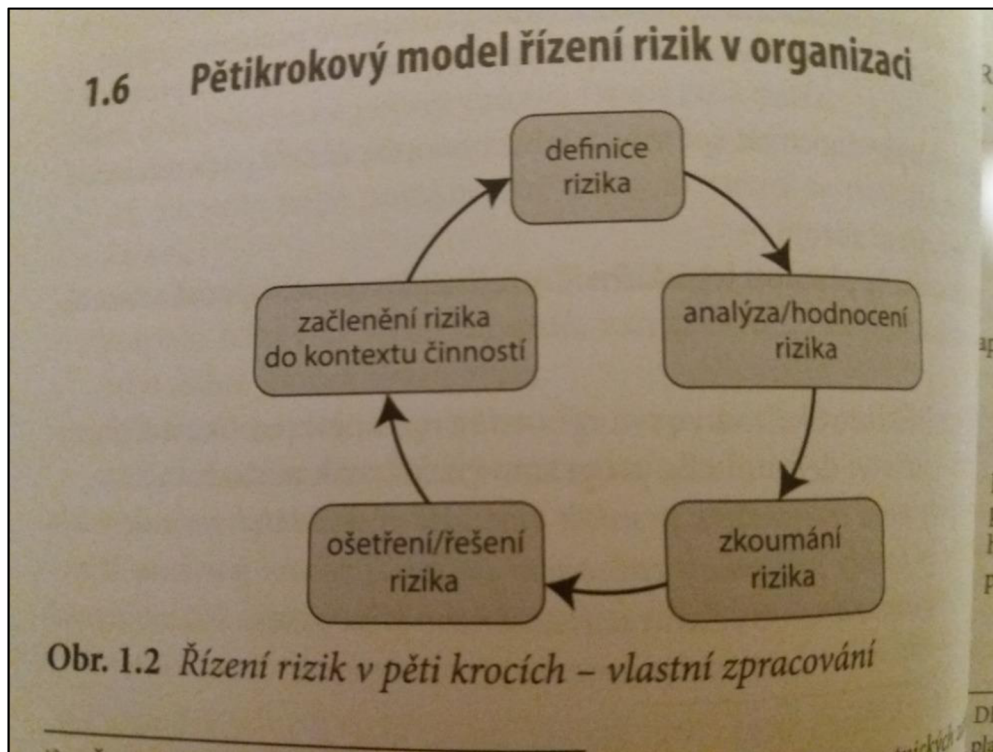 1.6 Pětikrokový model řízení rizik v organizaci
definice
rizika
analýza/hodnocení
rizika
zkoumání
rizika
ošetření/řešení
rizika
začlenění rizika
do kontextu činností
Obr. 1.2 Řízení rizik v pěti krocích – vlastní zpracování